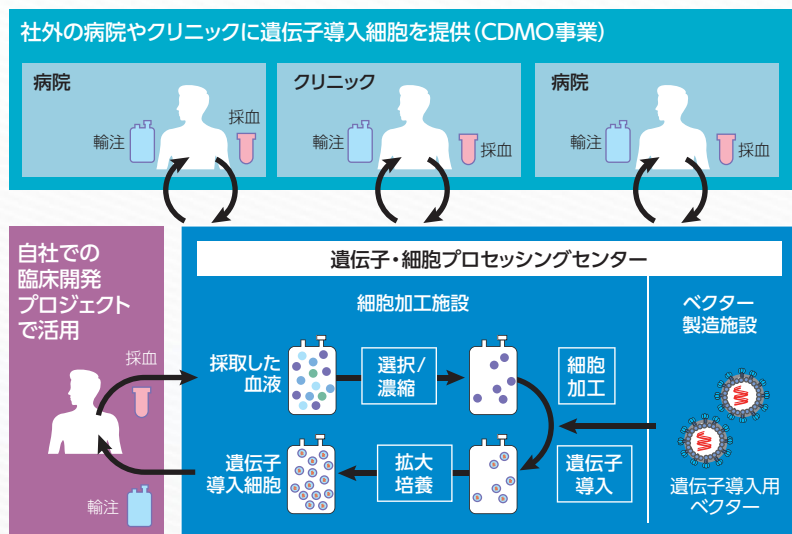 社外の病院やクリニックに遺伝子導入細胞を提供(CDMO事業)
病院
採血
輸注
クリニック
輸注
採血
病院
輸注
採血
自社での
臨床開発
プロジェクト
で活用
採血
輸注
遺伝子・細胞プロセッシングセンター
細胞加工施設
採取した
血液
選択/
濃縮
細胞
加工
遺伝子
導入細胞
拡大
培養
遺伝子
導入
ベクター
製造施設
遺伝子導入用
ベクター